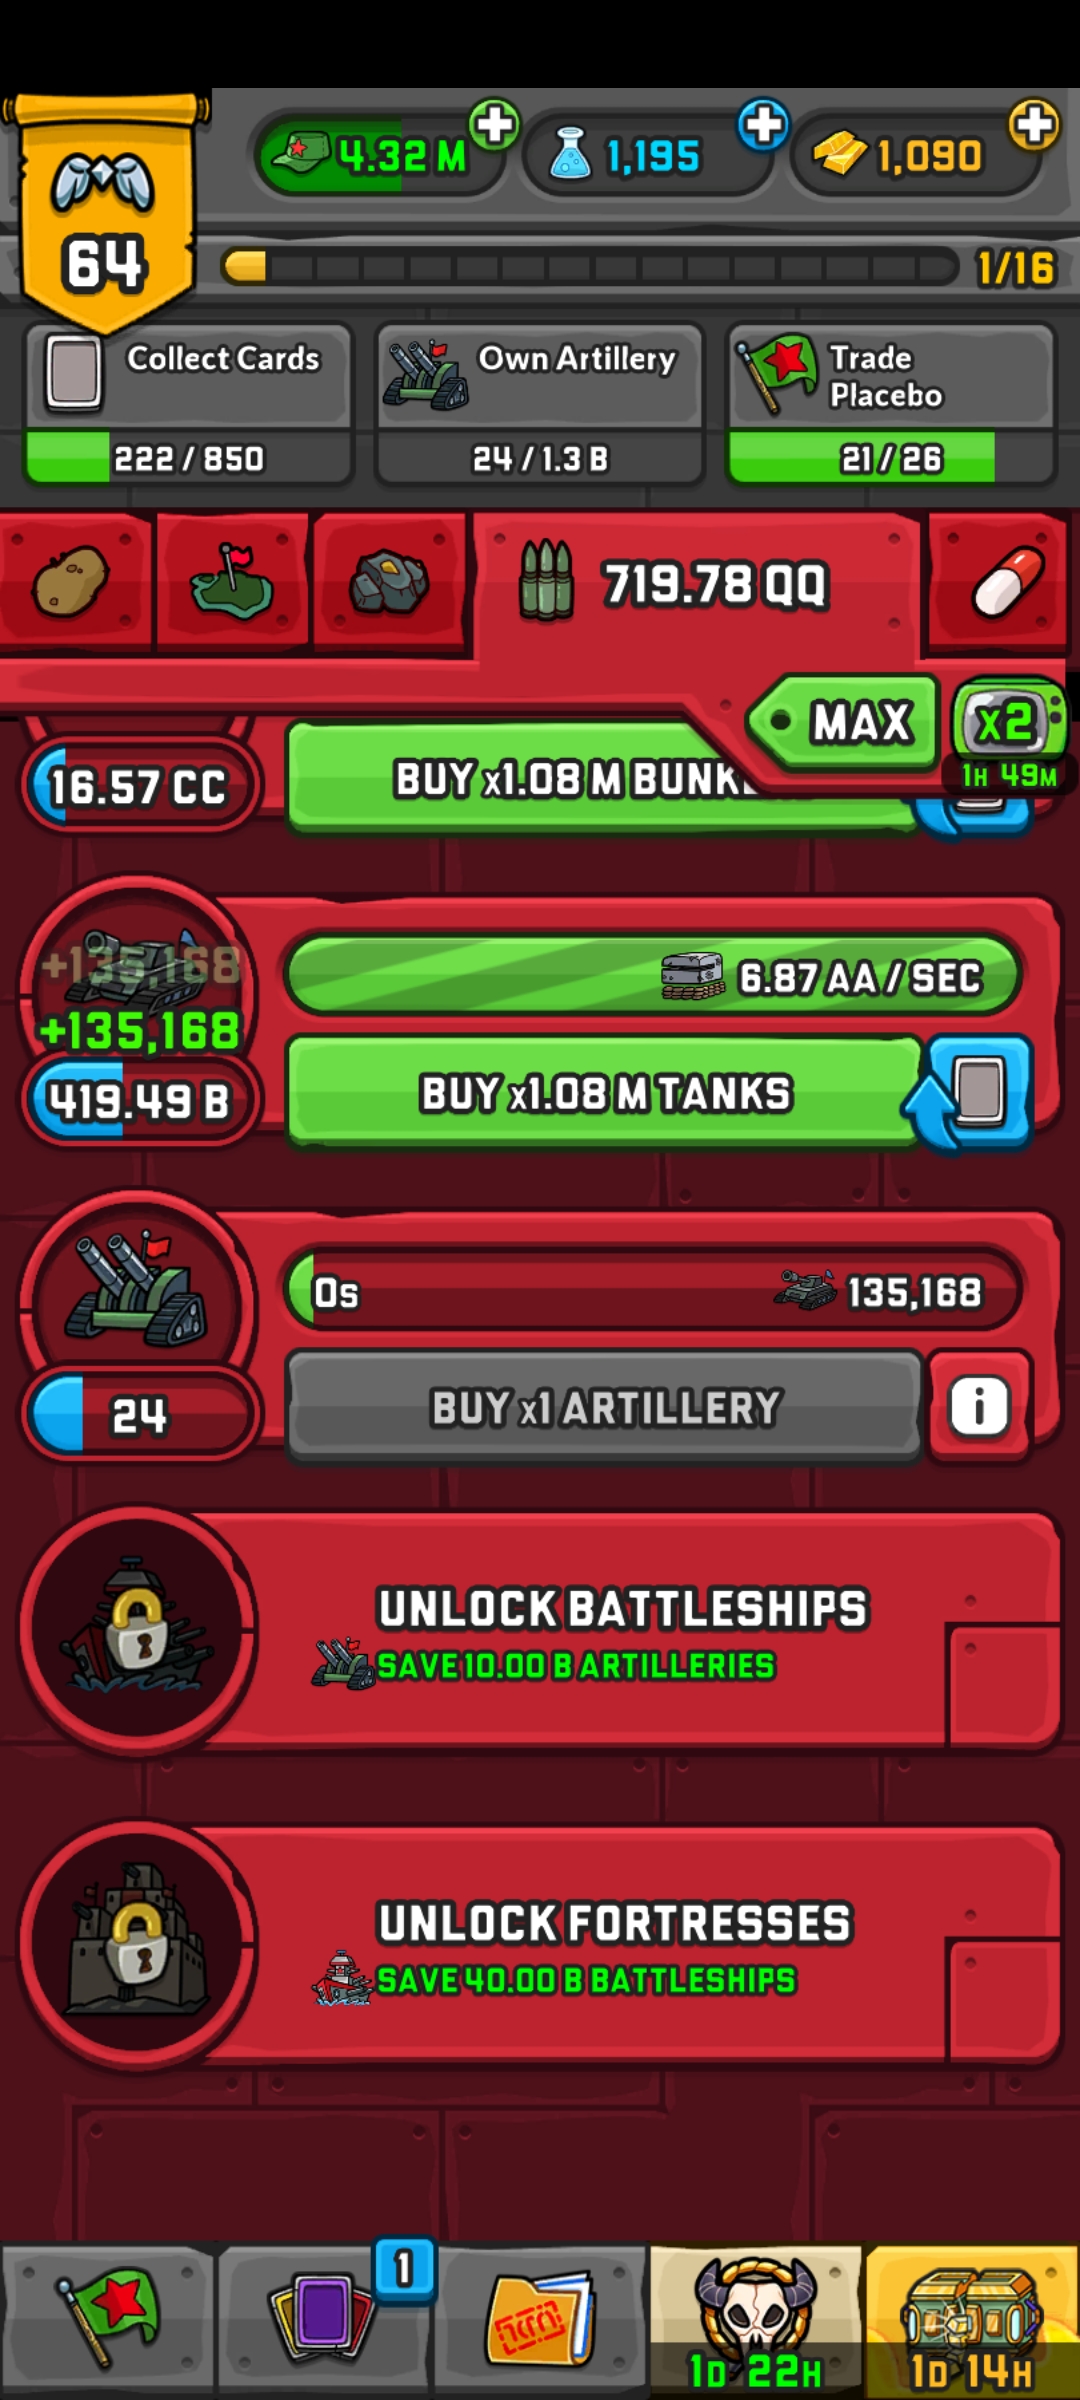 4.32 M
1,195
1,090
64
1/16
Collect Cards
222 / 850
Own Artillery
24 / 1.3 B
Trade
Placebo
21 / 26
719.78 QQ
MAX
x2
1H 49M
16.57 CC
BUY x1.08 M BUNK
+135,168
+135,168
6.87 AA / SEC
419.49 B
BUY x1.08 M TANKS
0s
135,168
24
BUY x1 ARTILLERY
i
UNLOCK BATTLESHIPS
SAVE 10.00 B ARTILLERIES
UNLOCK FORTRESSES
SAVE 40.00 B BATTLESHIPS
1
1D 22H
1D 14H